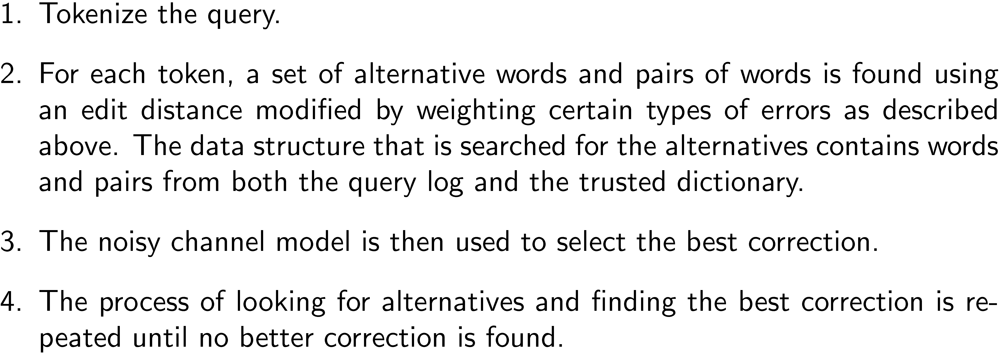 1. Tokenize the query.
2. For each token, a set of alternative words and pairs of words is found using
an edit distance modified by weighting certain types of errors as described
above. The data structure that is searched for the alternatives contains words
and pairs from both the query log and the trusted dictionary.
3. The noisy channel model is then used to select the best correction.
4. The process of looking for alternatives and finding the best correction is re-
peated until no better correction is found.